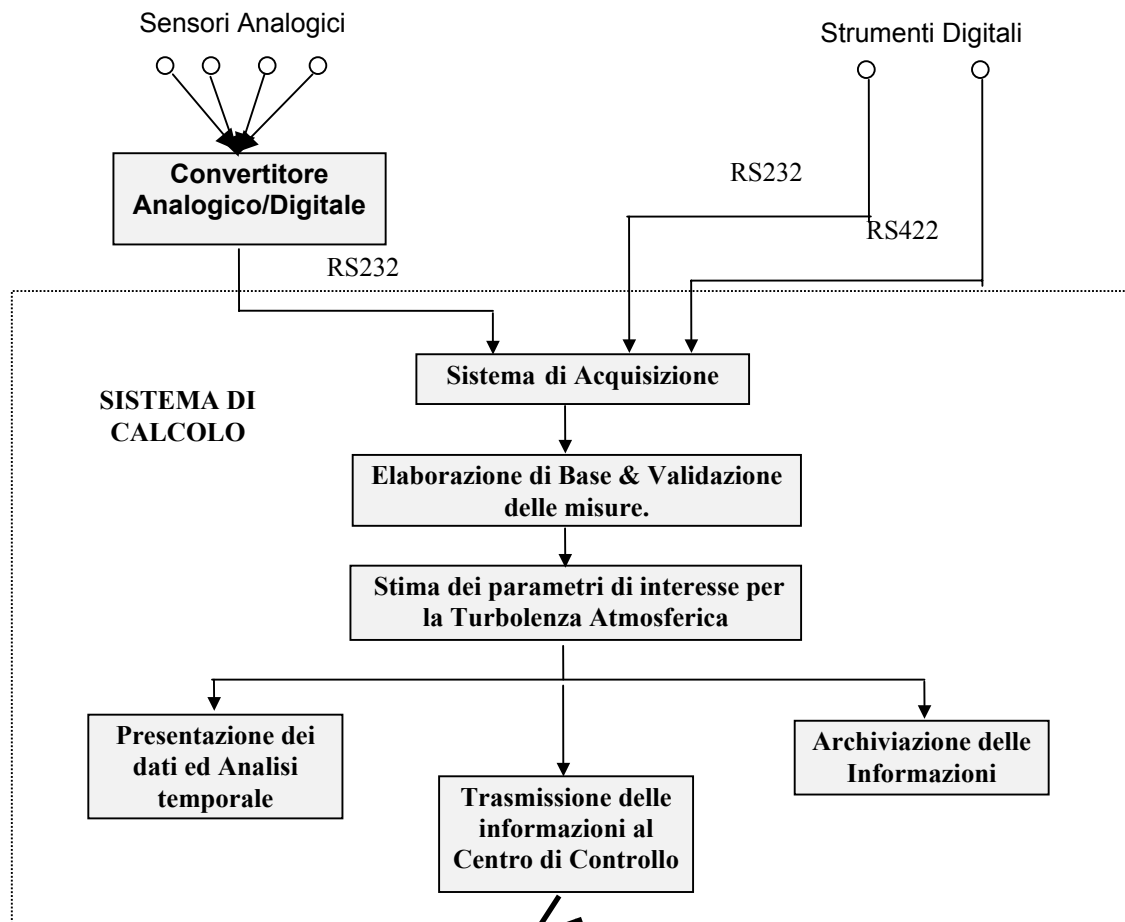 Sensori Analogici
Strumenti Digitali
Convertitore
Analogico/Digitale
RS232
RS422
RS232
Sistema di Acquisizione
SISTEMA DI
CALCOLO
Elaborazione di Base & Validazione
delle misure.
Stima dei parametri di interesse per
la Turbolenza Atmosferica
Presentazione dei
dati ed Analisi
temporale
Trasmissione delle
informazioni al
Centro di Controllo
Archiviazione delle
Informazioni